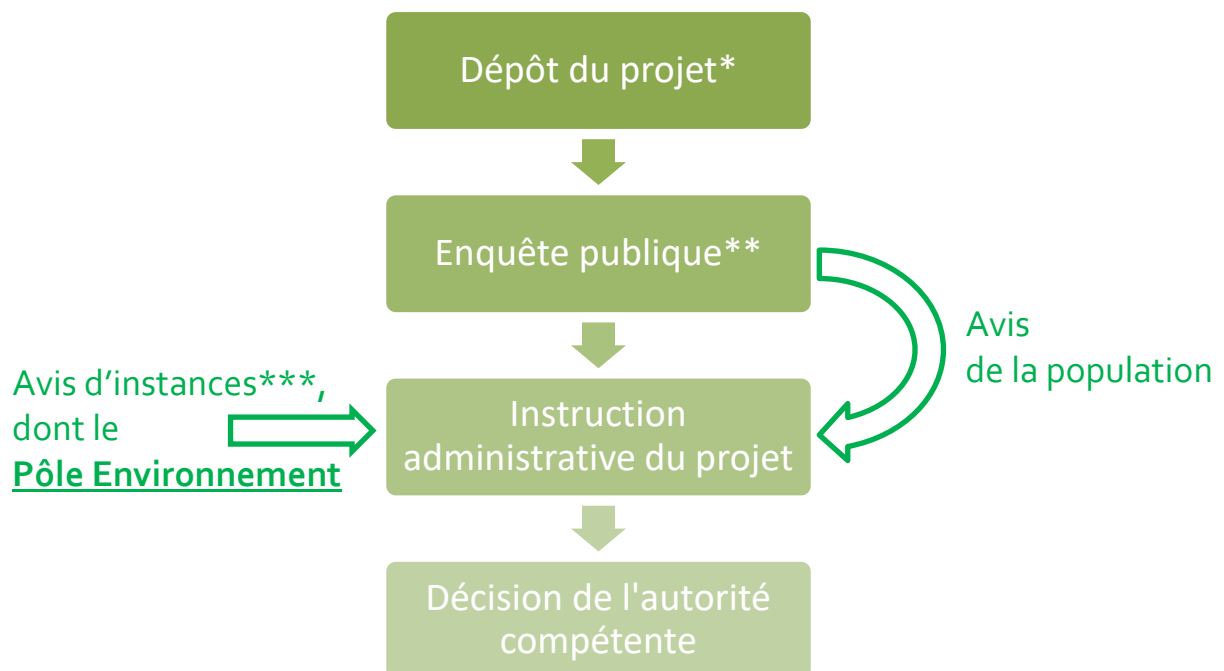 Dépôt du projet*
Enquête publique**
Avis
de la population
Avis d’instances***,
dont le
Pôle Environnement
Instruction
administrative du projet
Décision de l'autorité
compétente